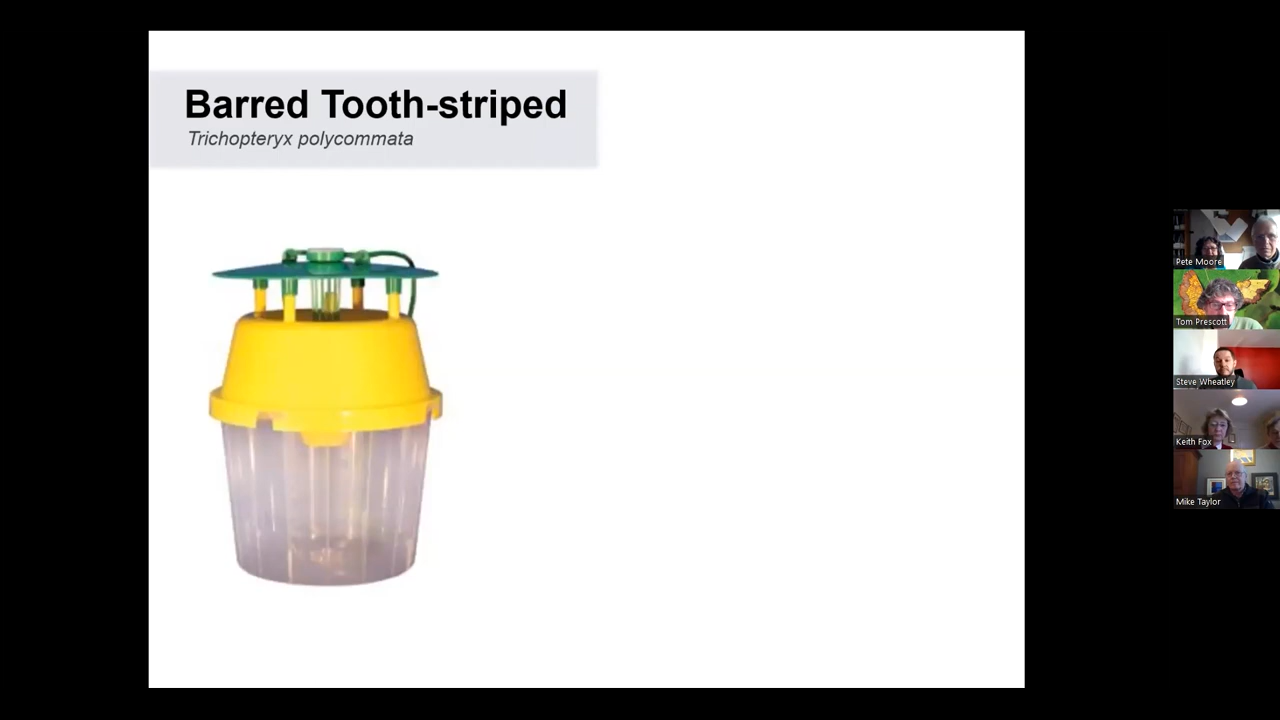 Barred Tooth-striped
Trichopteryx polycommata
Pete Moore
Tom Prescott
Steve Wheatley
Keith Fox
Mike Taylor